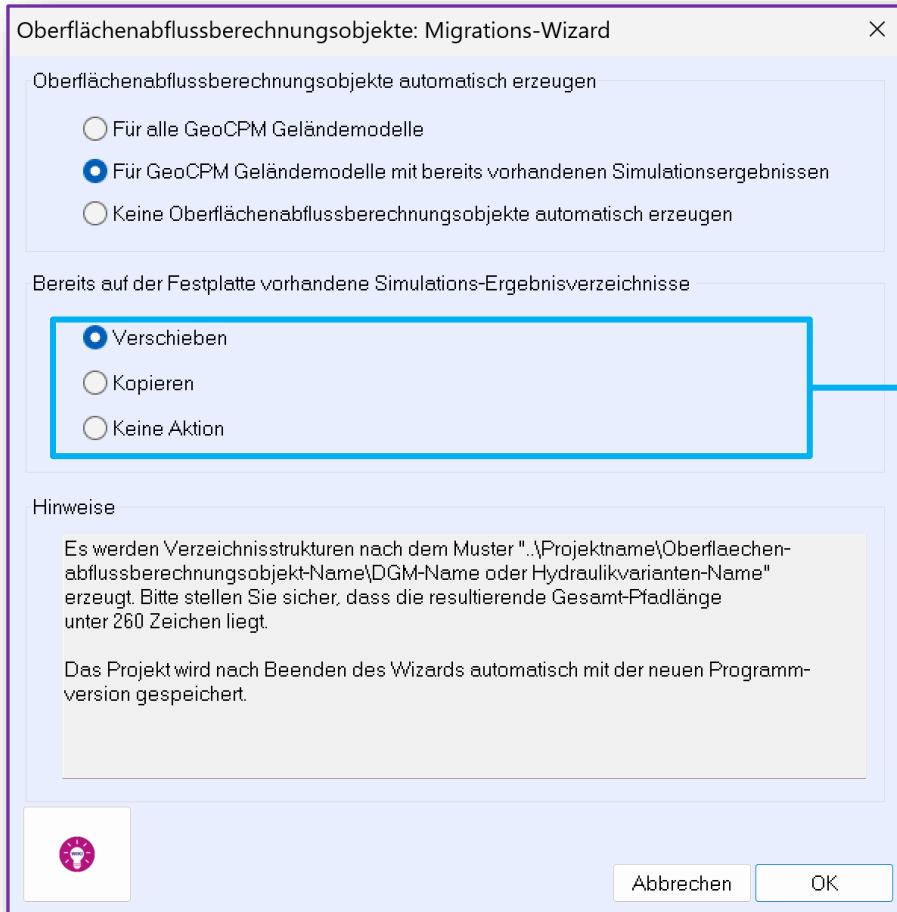 Oberflächenabflussberechnungsobjekte: Migrations-Wizard
Oberflächenabflussberechnungsobjekte automatisch erzeugen
Für alle GeoCPM Geländemodelle
Für GeoCPM Geländemodelle mit bereits vorhandenen Simulationsergebnissen
Keine Oberflächenabflussberechnungsobjekte automatisch erzeugen
Bereits auf der Festplatte vorhandene Simulations-Ergebnisverzeichnisse
Verschieben
Kopieren
Keine Aktion
Hinweise
Es werden Verzeichnisstrukturen nach dem Muster "..\Projektname\Oberflaechen-
abflussberechnungsobjekt-Name\DGM-Name oder Hydraulikvarianten-Name"
erzeugt. Bitte stellen Sie sicher, dass die resultierende Gesamt-Pfadlänge
unter 260 Zeichen liegt.
Das Projekt wird nach Beenden des Wizards automatisch mit der neuen Programm-
version gespeichert.
WIKI
Abbrechen
OK